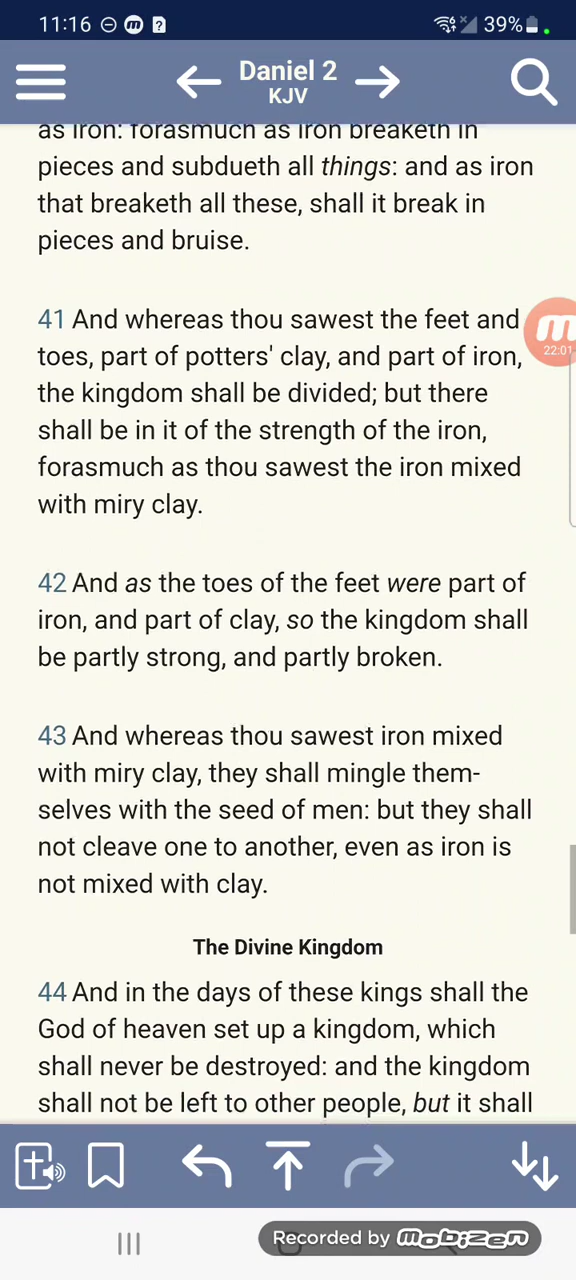 11:16 39%
Daniel 2
KJV
as iron: forasmuch as iron breaketh in
pieces and subdueth all things: and as iron
that breaketh all these, shall it break in
pieces and bruise.
41 And whereas thou sawest the feet and
toes, part of potters' clay, and part of iron,
22:01
the kingdom shall be divided; but there
shall be in it of the strength of the iron,
forasmuch as thou sawest the iron mixed
with miry clay.
42 And as the toes of the feet were part of
iron, and part of clay, so the kingdom shall
be partly strong, and partly broken.
43 And whereas thou sawest iron mixed
with miry clay, they shall mingle them-
selves with the seed of men: but they shall
not cleave one to another, even as iron is
not mixed with clay.
The Divine Kingdom
44 And in the days of these kings shall the
God of heaven set up a kingdom, which
shall never be destroyed: and the kingdom
shall not be left to other people, but it shall
Recorded by mobizen